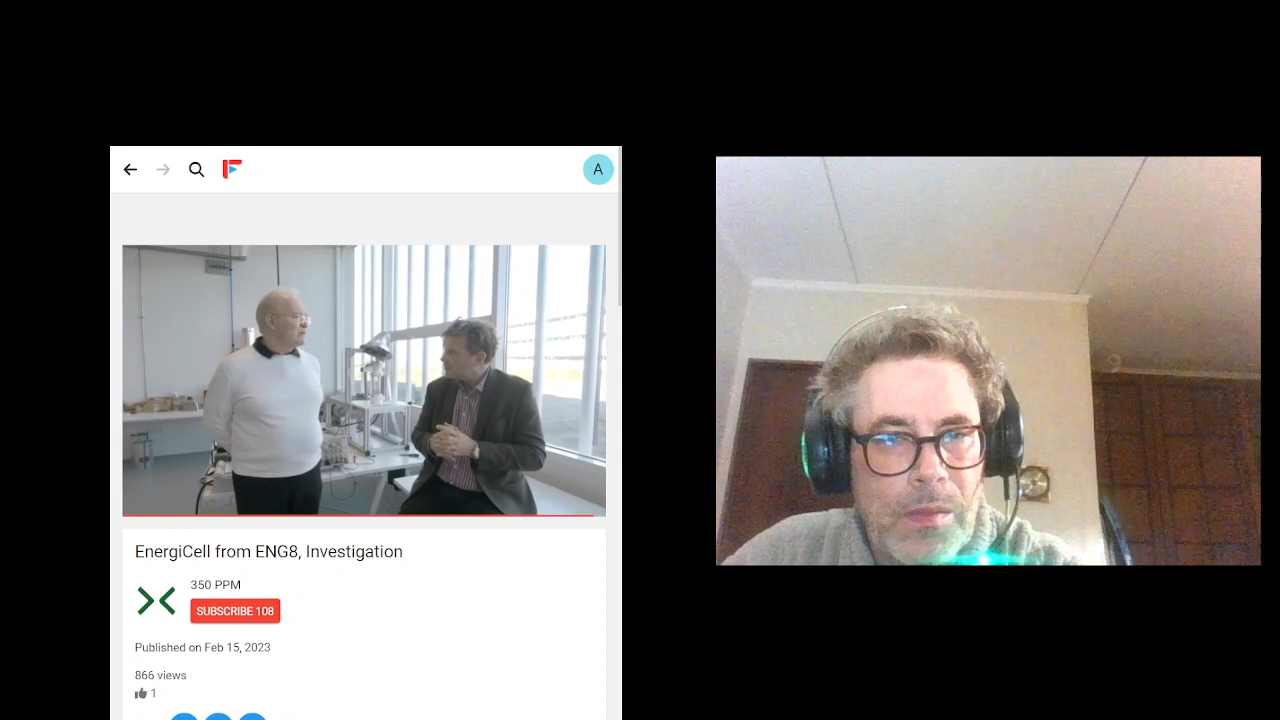 A
EnergiCell from ENG8, Investigation
350 PPM
SUBSCRIBE 108
Published on Feb 15, 2023
866 views
1